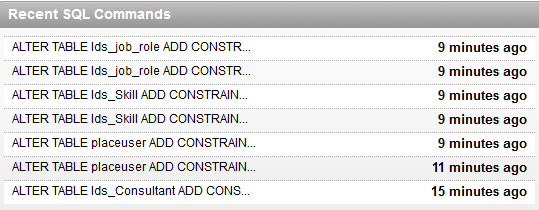 Recent SQL Commands
ALTER TABLE lds_job_role ADD CONSTR... 9 minutes ago
ALTER TABLE lds_job_role ADD CONSTR... 9 minutes ago
ALTER TABLE lds_Skill ADD CONSTRAIN... 9 minutes ago
ALTER TABLE lds_Skill ADD CONSTRAIN... 9 minutes ago
ALTER TABLE placeuser ADD CONSTRAIN... 9 minutes ago
ALTER TABLE placeuser ADD CONSTRAIN... 11 minutes ago
ALTER TABLE lds_Consultant ADD CONS... 15 minutes ago